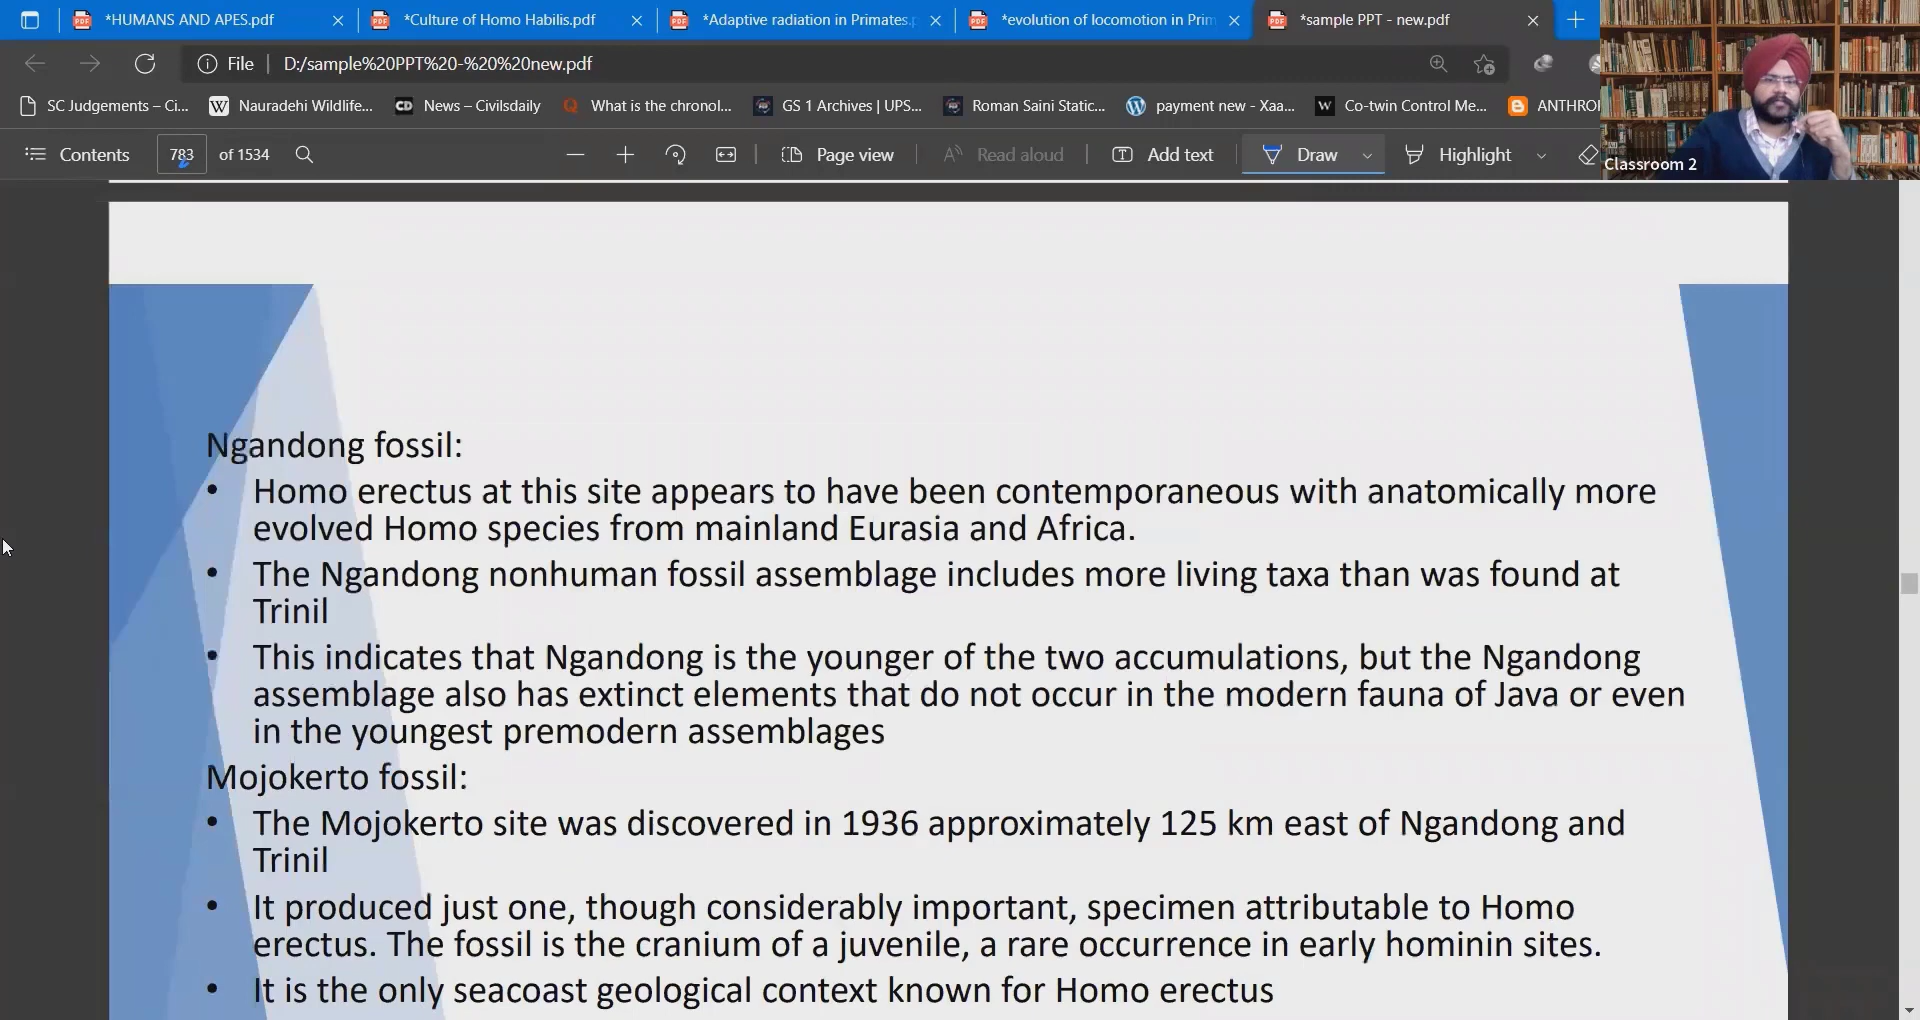 *HUMANS AND APES.pdf
*Culture of Homo Habilis.pdf
*Adaptive radiation in Primates.p
*evolution of locomotion in Prim
*sample PPT - new.pdf
File D:/sample%20PPT%20-%20%20new.pdf
SC Judgements – Ci...
Nauradehi Wildlife...
CD News – Civilsdaily
What is the chronol...
GS 1 Archives | UPS...
Roman Saini Static...
payment new - Xaa...
Co-twin Control Me...
ANTHRO
Classroom 2
Contents 783 of 1534 Page view Read aloud Add text Draw Highlight
Ngandong fossil:
• Homo erectus at this site appears to have been contemporaneous with anatomically more
evolved Homo species from mainland Eurasia and Africa.
• The Ngandong nonhuman fossil assemblage includes more living taxa than was found at
Trinil
• This indicates that Ngandong is the younger of the two accumulations, but the Ngandong
assemblage also has extinct elements that do not occur in the modern fauna of Java or even
in the youngest premodern assemblages
Mojokerto fossil:
• The Mojokerto site was discovered in 1936 approximately 125 km east of Ngandong and
Trinil
• It produced just one, though considerably important, specimen attributable to Homo
erectus. The fossil is the cranium of a juvenile, a rare occurrence in early hominin sites.
• It is the only seacoast geological context known for Homo erectus